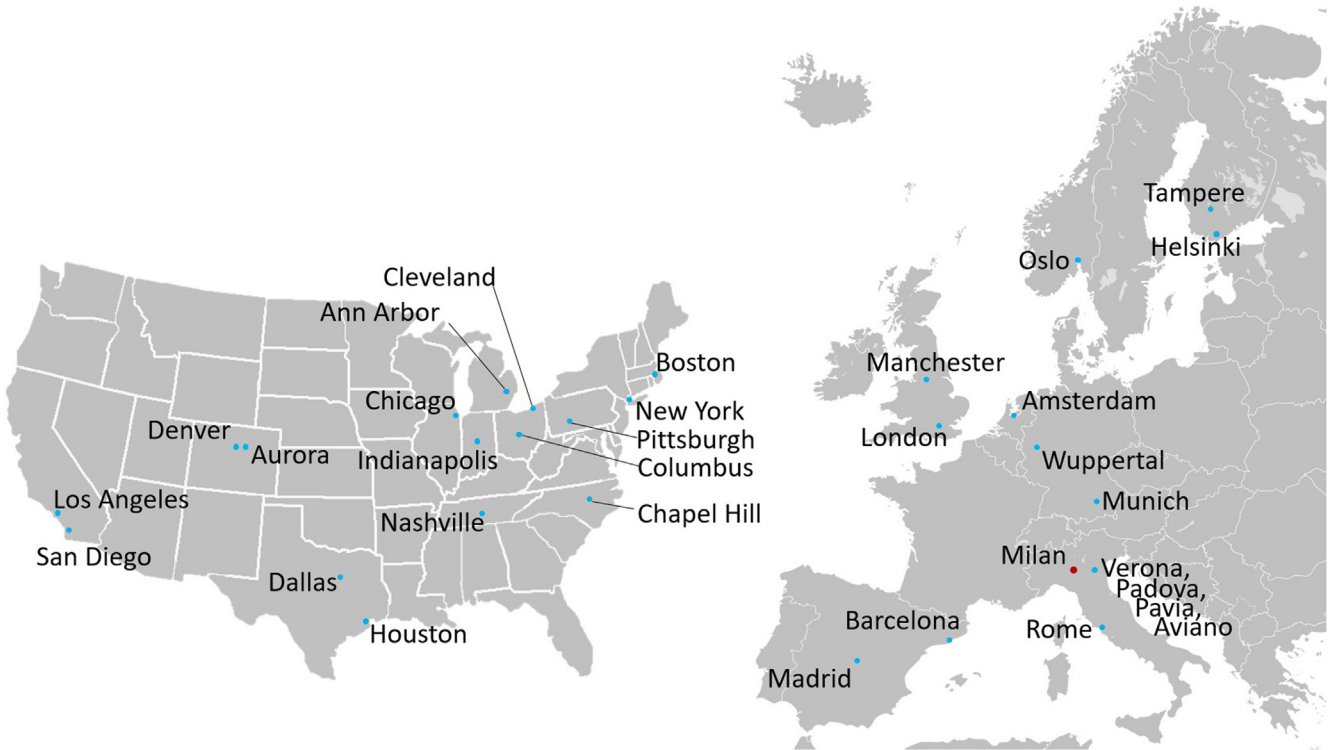 Cleveland
Ann Arbor
Boston
Chicago
New York
Denver
Pittsburgh
Aurora
Indianapolis
Columbus
Los Angeles
Nashville
Chapel Hill
San Diego
Dallas
Houston
Tampere
Helsinki
Oslo
Manchester
Amsterdam
London
Wuppertal
Munich
Milan
Verona,
Padova,
Pavia,
Aviano
Barcelona
Rome
Madrid